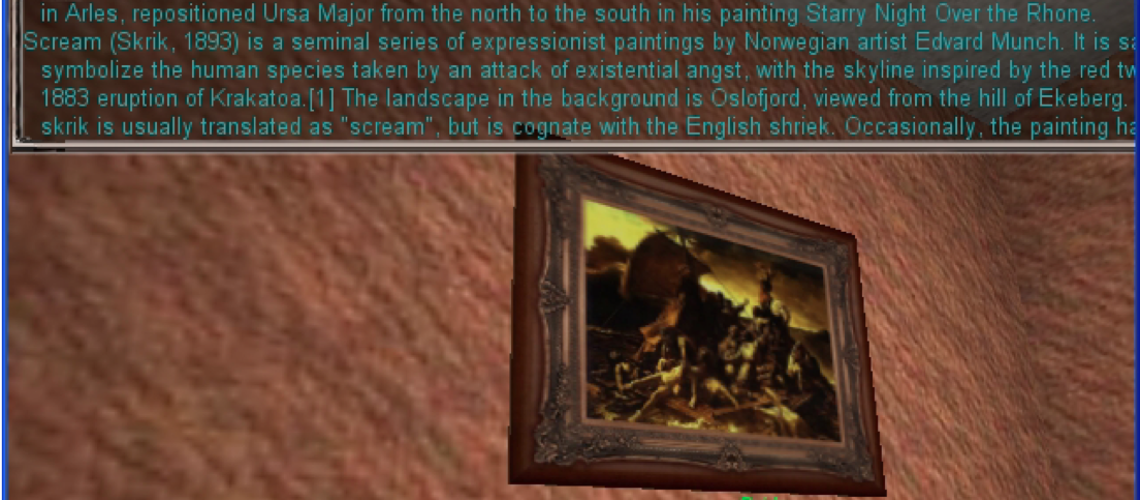 in Arles, repositioned Ursa Major from the north to the south in his painting Starry Night Over the Rhone.
Scream (Skrik, 1893) is a seminal series of expressionist paintings by Norwegian artist Edvard Munch. It is
symbolize the human species taken by an attack of existential angst, with the skyline inspired by the red
1883 eruption of Krakatoa.[1] The landscape in the background is Oslofjord, viewed from the hill of Ekeberg.
skrik is usually translated as "scream", but is cognate with the English shriek. Occasionally, the painting